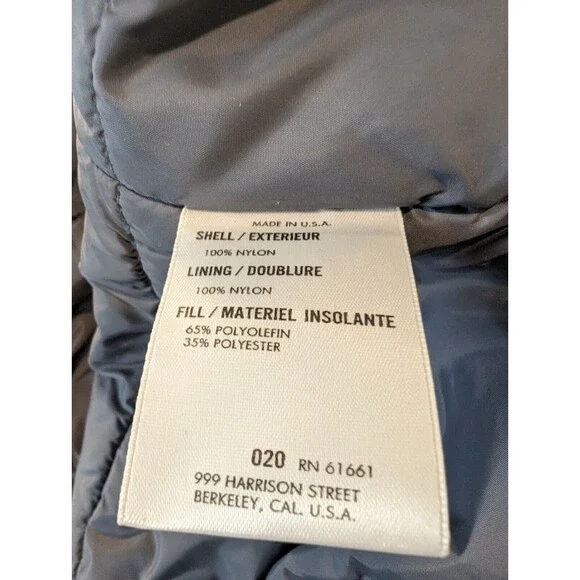 MADE IN U.S.A.
SHELL / EXTERIEUR
100% NYLON
LINING / DOUBLURE
100% NYLON
FILL / MATERIEL INSOLANTE
65% POLYOLEFIN
35% POLYESTER
020 RN 61661
999 HARRISON STREET
BERKELEY, CAL. U.S.A.